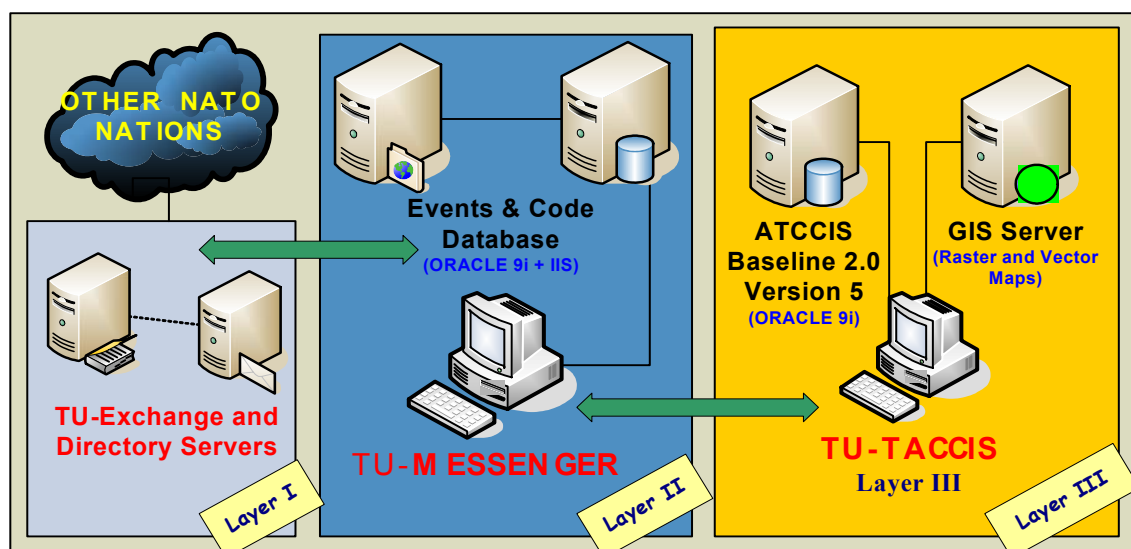 OTHER NATO
NATIONS
TU-Exchange and
Directory Servers
Layer I
Events & Code
Database
(ORACLE 9i + IIS)
TU-MESSENGER
Layer II
ATCCIS
Baseline 2.0
Version 5
(ORACLE 9i)
GIS Server
(Raster and Vector
Maps)
TU-TACCIS
Layer III
Layer III